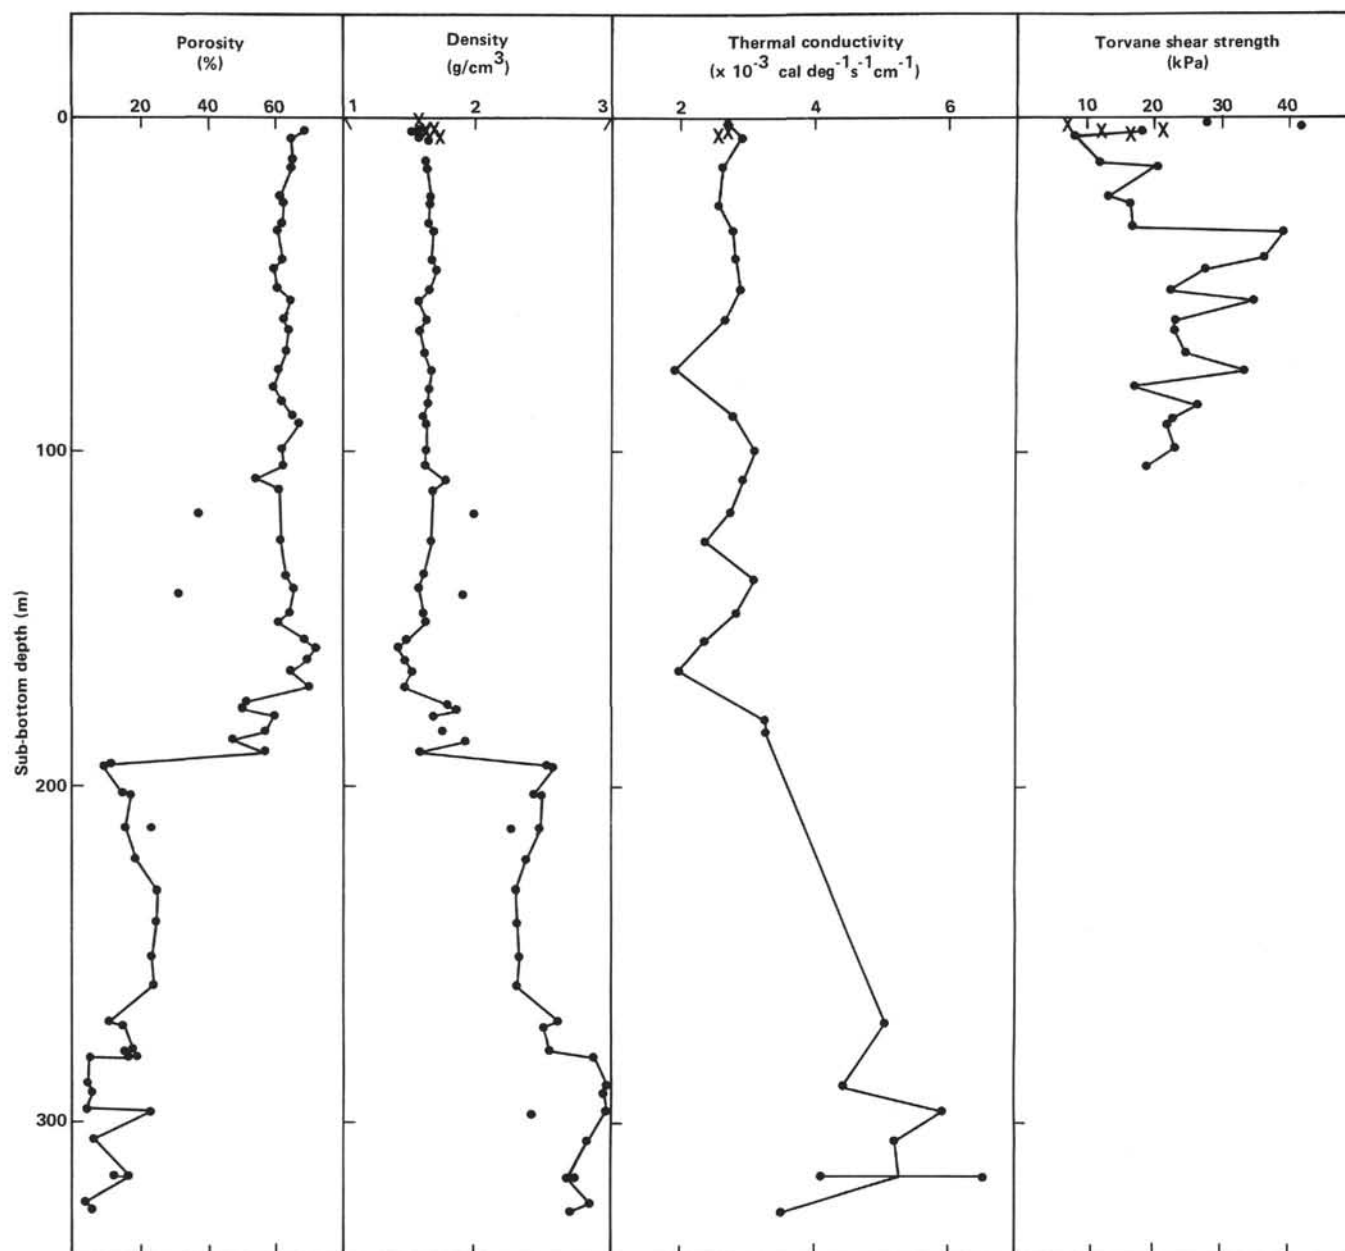 Porosity
(%)
Density
(g/cm³)
Thermal conductivity
(x 10⁻³ cal deg⁻¹s⁻¹cm⁻¹)
Torvane shear strength
(kPa)
20 40 60
1 2 3
2 4 6
10 20 30 40
0
100
200
300
Sub-bottom depth (m)